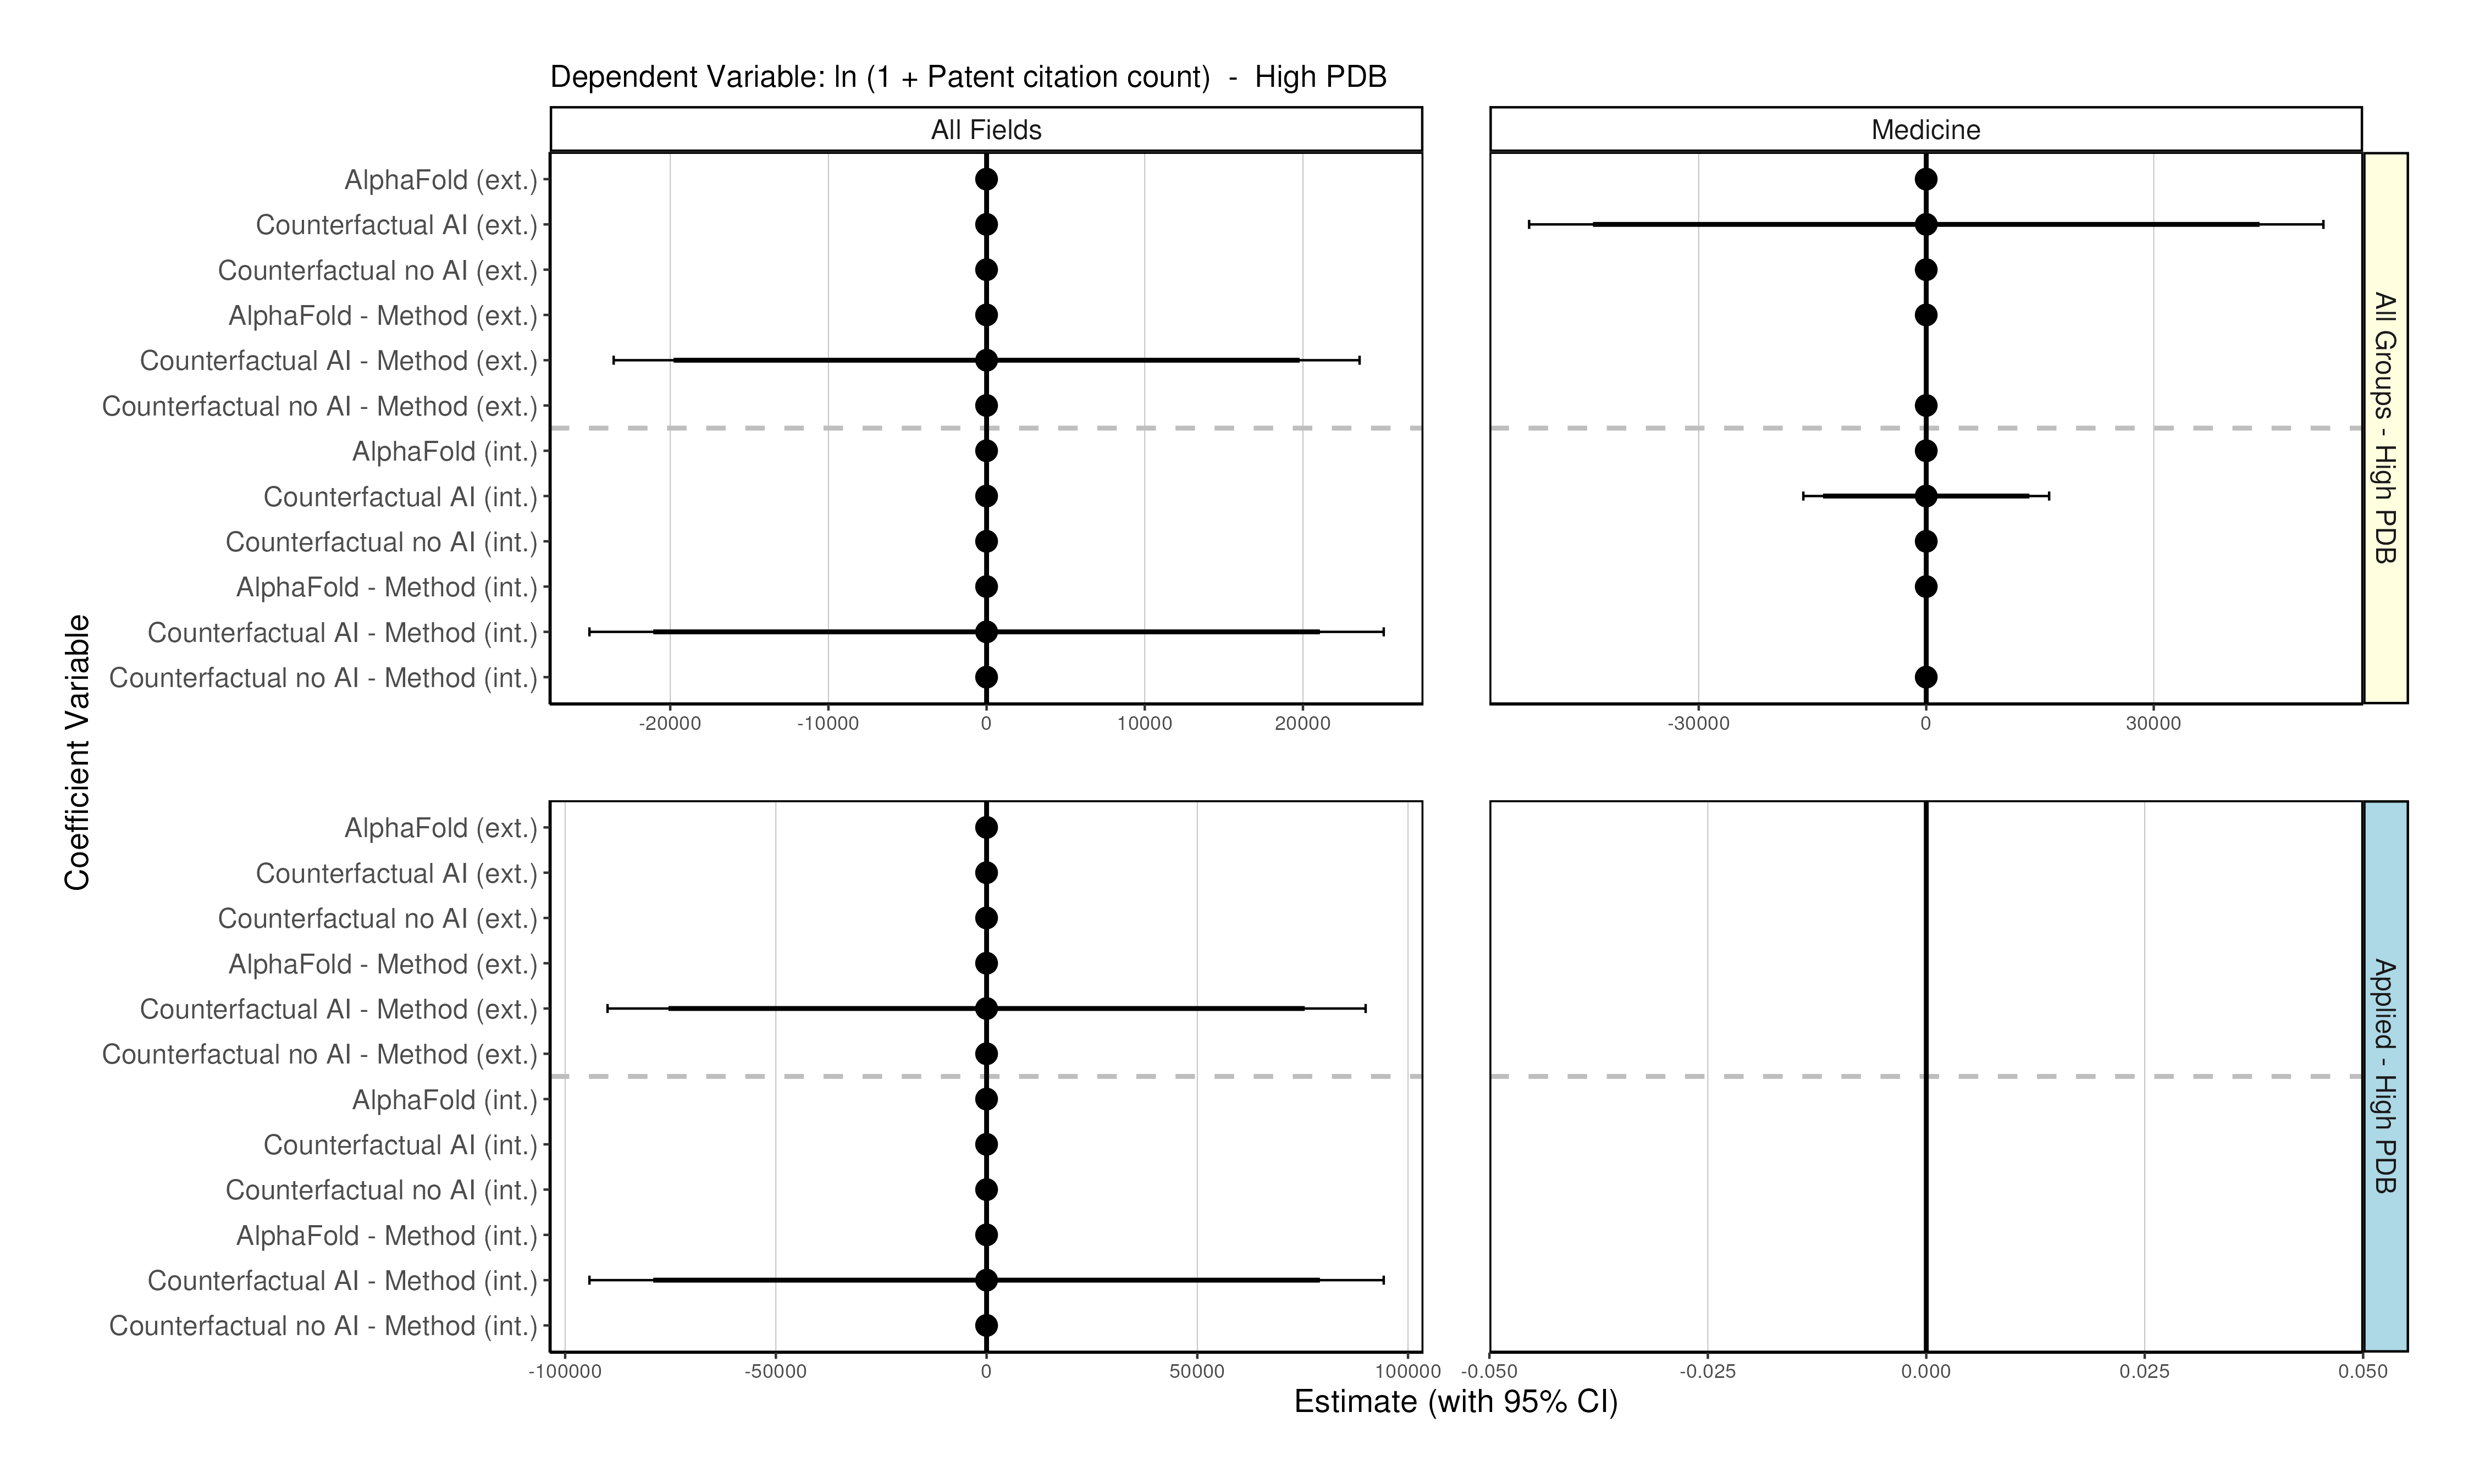 Dependent Variable: ln (1 + Patent citation count)  -  High PDB
All Fields
Medicine
Coefficient Variable
AlphaFold (ext.)
Counterfactual AI (ext.)
Counterfactual no AI (ext.)
AlphaFold - Method (ext.)
Counterfactual AI - Method (ext.)
Counterfactual no AI - Method (ext.)
AlphaFold (int.)
Counterfactual AI (int.)
Counterfactual no AI (int.)
AlphaFold - Method (int.)
Counterfactual AI - Method (int.)
Counterfactual no AI - Method (int.)
All Groups - High PDB
-20000 -10000 0 10000 20000
-30000 0 30000
AlphaFold (ext.)
Counterfactual AI (ext.)
Counterfactual no AI (ext.)
AlphaFold - Method (ext.)
Counterfactual AI - Method (ext.)
Counterfactual no AI - Method (ext.)
AlphaFold (int.)
Counterfactual AI (int.)
Counterfactual no AI (int.)
AlphaFold - Method (int.)
Counterfactual AI - Method (int.)
Counterfactual no AI - Method (int.)
Applied - High PDB
-100000 -50000 0 50000 100000
-0.050 -0.025 0.000 0.025 0.050
Estimate (with 95% CI)